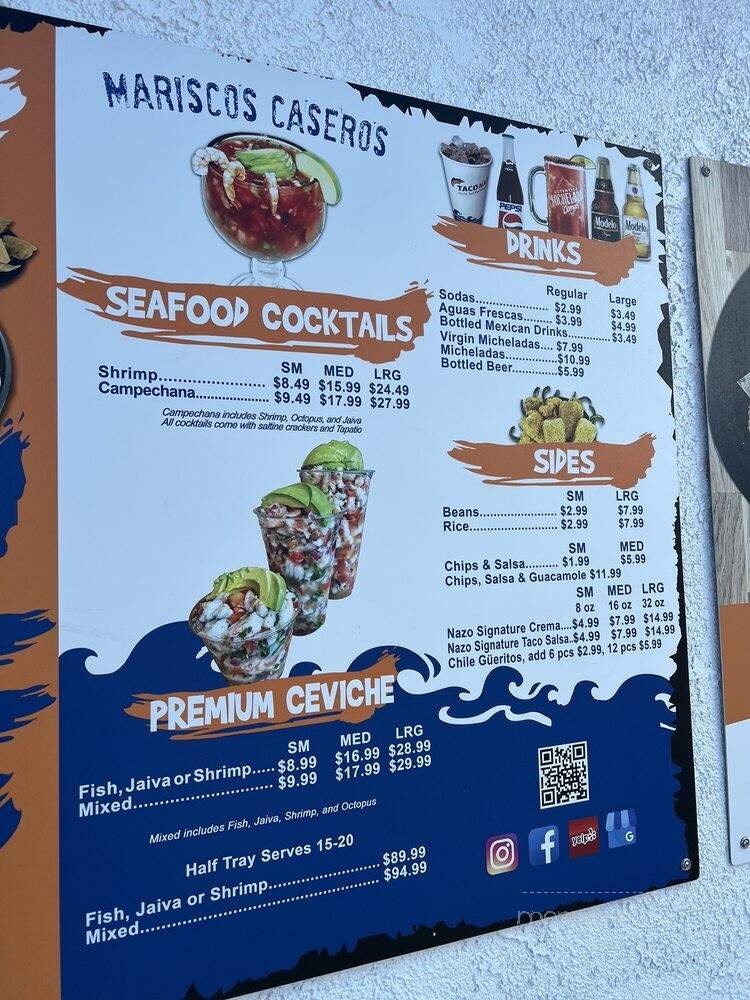 MARISCOS CASEROS
SEAFOOD COCKTAILS
SM MED LRG
Shrimp........................ $8.49 $15.99 $24.49
Campechana....................... $9.49 $17.99 $27.99
Campechana includes Shrimp, Octopus, and Jaiva
All cocktails come with saltine crackers and Tapatio
PREMIUM CEVICHE
SM MED LRG
Fish, Jaiva or Shrimp..... $8.99 $16.99 $28.99
Mixed........................ $9.99 $17.99 $29.99
Mixed includes Fish, Jaiva, Shrimp, and Octopus
Half Tray Serves 15-20
Fish, Jaiva or Shrimp.................... $89.99
Mixed.......................................... $94.99
TACO
PEPSI
MICHELADA
Modelo
Modelo
DRINKS
Regular Large
Sodas...................... $2.99 $3.49
Aguas Frescas......... $3.99 $4.99
Bottled Mexican Drinks.............$3.49
Virgin Micheladas.... $7.99
Micheladas................$10.99
Bottled Beer..............$5.99
SIDES
SM LRG
Beans........................ $2.99 $7.99
Rice........................... $2.99 $7.99
SM MED
Chips & Salsa.......... $1.99 $5.99
Chips, Salsa & Guacamole $11.99
SM MED LRG
8 oz 16 oz 32 oz
Nazo Signature Crema....$4.99 $7.99 $14.99
Nazo Signature Taco Salsa..$4.99 $7.99 $14.99
Chile Güeritos, add 6 pcs $2.99, 12 pcs $5.99
yelp
G